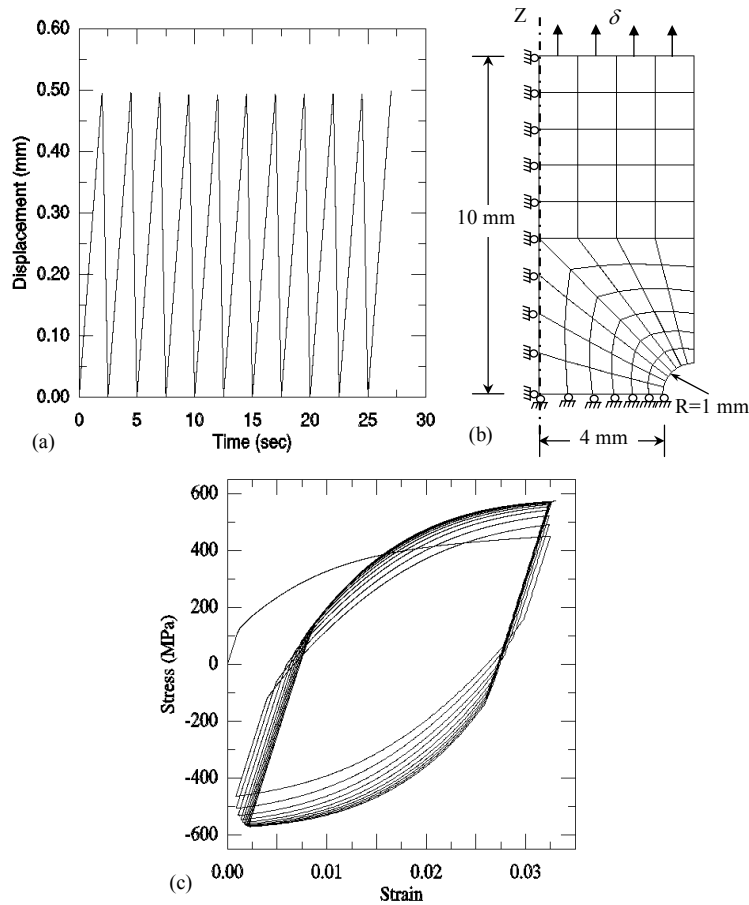 0.60
0.50
0.40
0.30
0.20
0.10
0.00
Displacement (mm)
0 5 10 15 20 25 30
Time (sec)
(a)
Z
δ
10 mm
R=1 mm
4 mm
(b)
600
400
200
0
-200
-400
-600
Stress (MPa)
0.00 0.01 0.02 0.03
Strain
(c)